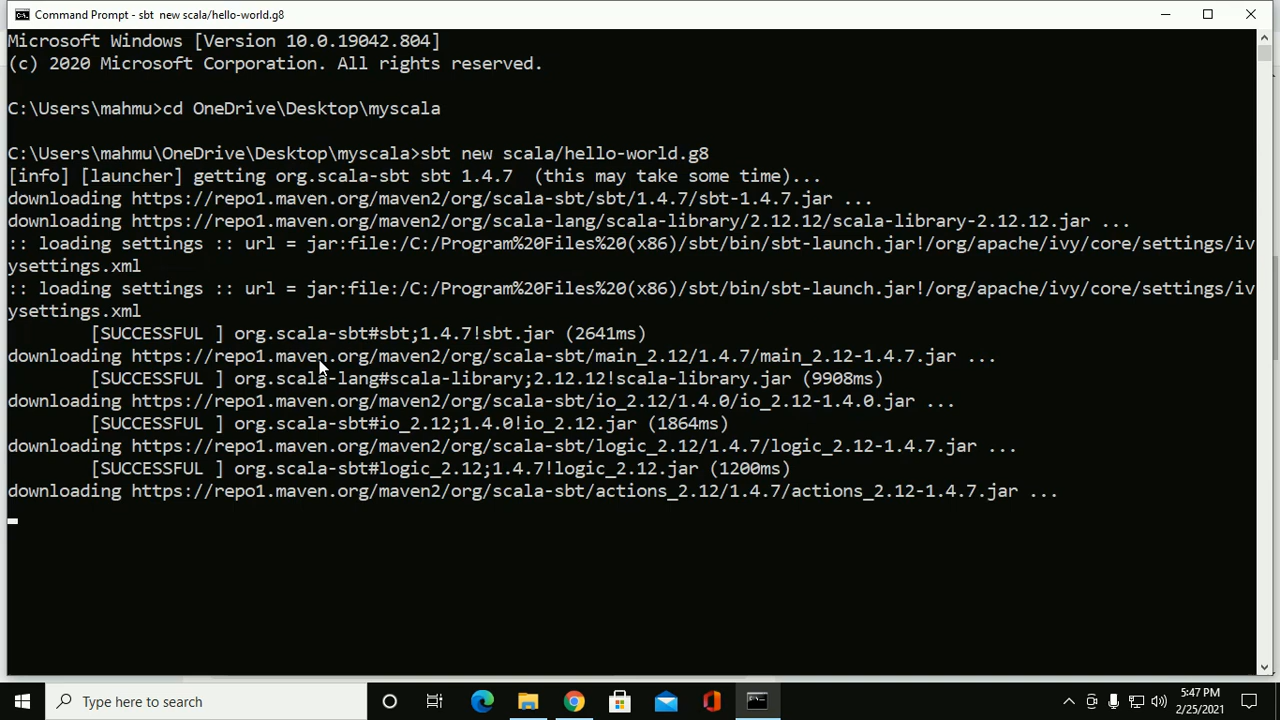 Command Prompt - sbt  new scala/hello-world.g8
Microsoft Windows [Version 10.0.19042.804]
(c) 2020 Microsoft Corporation. All rights reserved.
C:\Users\mahmu>cd OneDrive\Desktop\myscala
C:\Users\mahmu\OneDrive\Desktop\myscala>sbt new scala/hello-world.g8
[info] [launcher] getting org.scala-sbt sbt 1.4.7  (this may take some time)...
downloading https://repo1.maven.org/maven2/org/scala-sbt/sbt/1.4.7/sbt-1.4.7.jar ...
downloading https://repo1.maven.org/maven2/org/scala-lang/scala-library/2.12.12/scala-library-2.12.12.jar ...
:: loading settings :: url = jar:file:/C:/Program%20Files%20(x86)/sbt/bin/sbt-launch.jar!/org/apache/ivy/core/settings/iv
ysettings.xml
:: loading settings :: url = jar:file:/C:/Program%20Files%20(x86)/sbt/bin/sbt-launch.jar!/org/apache/ivy/core/settings/iv
ysettings.xml
[SUCCESSFUL ] org.scala-sbt#sbt;1.4.7!sbt.jar (2641ms)
downloading https://repo1.maven.org/maven2/org/scala-sbt/main_2.12/1.4.7/main_2.12-1.4.7.jar ...
[SUCCESSFUL ] org.scala-lang#scala-library;2.12.12!scala-library.jar (9908ms)
downloading https://repo1.maven.org/maven2/org/scala-sbt/io_2.12/1.4.0/io_2.12-1.4.0.jar ...
[SUCCESSFUL ] org.scala-sbt#io_2.12;1.4.0!io_2.12.jar (1864ms)
downloading https://repo1.maven.org/maven2/org/scala-sbt/logic_2.12/1.4.7/logic_2.12-1.4.7.jar ...
[SUCCESSFUL ] org.scala-sbt#logic_2.12;1.4.7!logic_2.12.jar (1200ms)
downloading https://repo1.maven.org/maven2/org/scala-sbt/actions_2.12/1.4.7/actions_2.12-1.4.7.jar ...
Type here to search
5:47 PM
2/25/2021